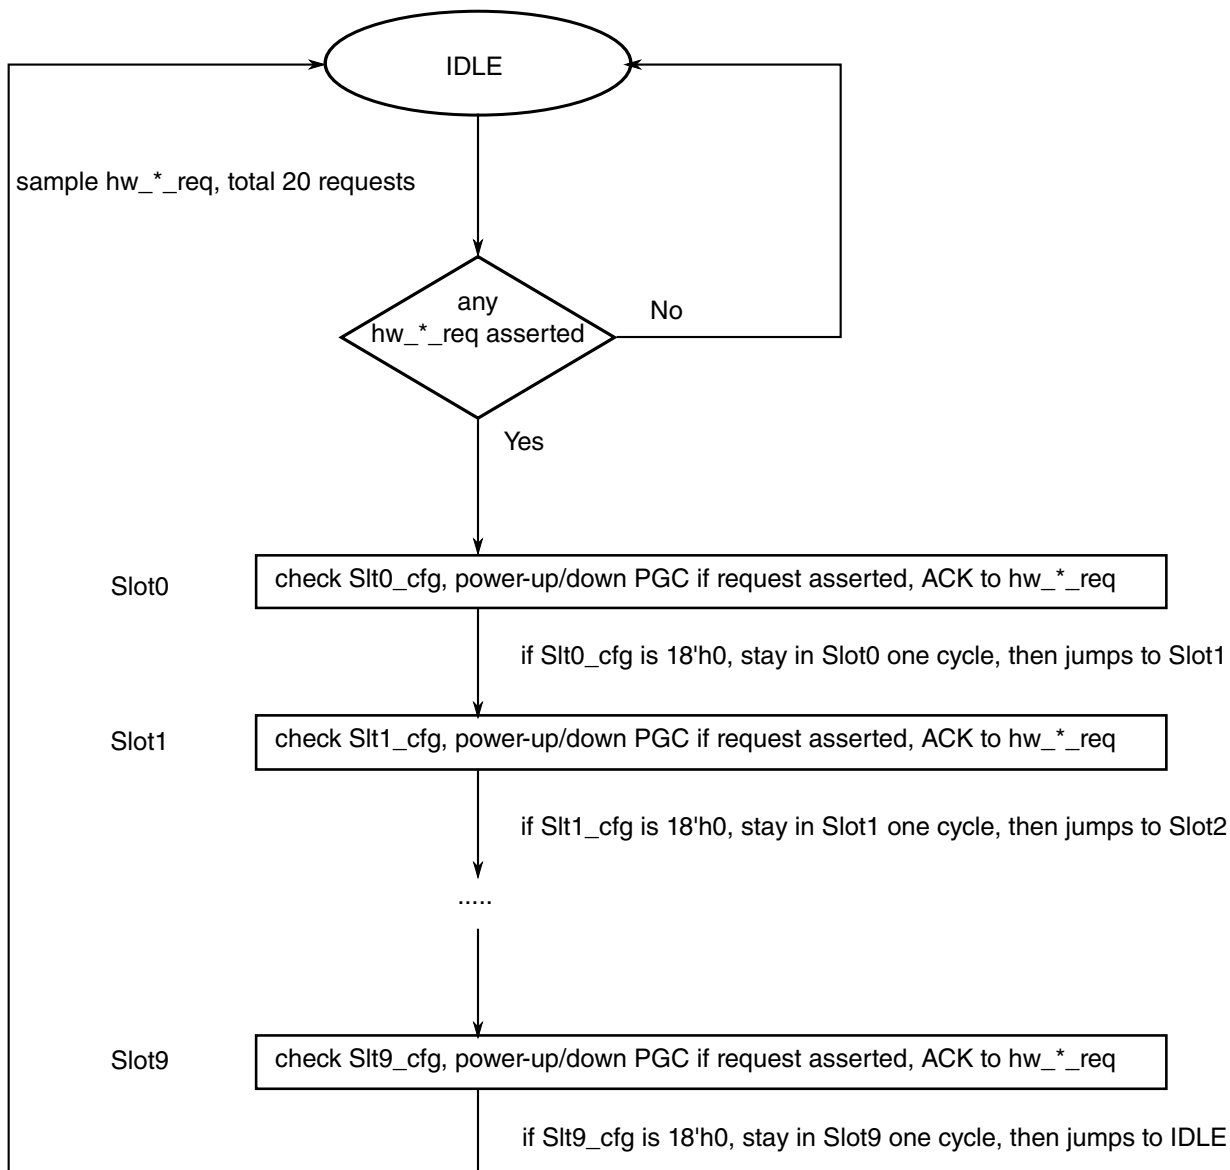 IDLE
sample hw_*_req, total 20 requests
any
hw_*_req asserted
No
Yes
Slot0
check Slt0_cfg, power-up/down PGC if request asserted, ACK to hw_*_req
if Slt0_cfg is 18'h0, stay in Slot0 one cycle, then jumps to Slot1
Slot1
check Slt1_cfg, power-up/down PGC if request asserted, ACK to hw_*_req
if Slt1_cfg is 18'h0, stay in Slot1 one cycle, then jumps to Slot2
.....
Slot9
check Slt9_cfg, power-up/down PGC if request asserted, ACK to hw_*_req
if Slt9_cfg is 18'h0, stay in Slot9 one cycle, then jumps to IDLE